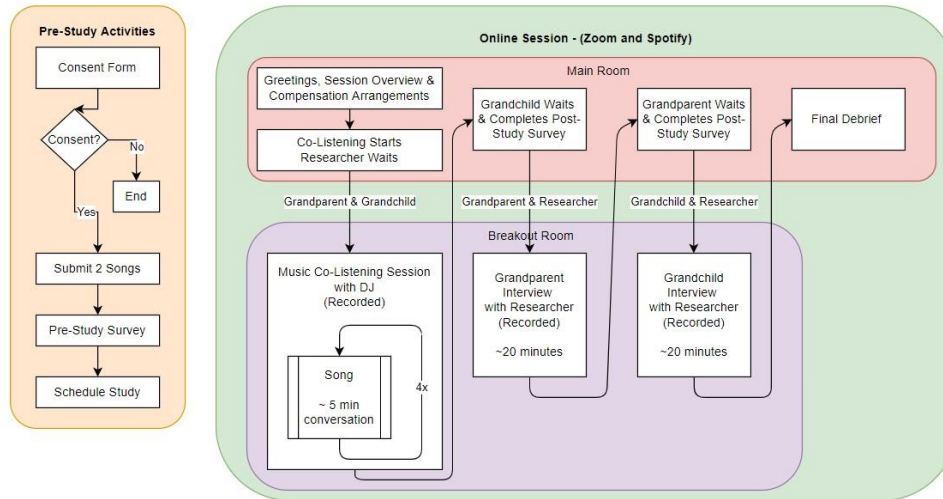 Pre-Study Activities
Consent Form
Consent?
No
End
Yes
Submit 2 Songs
Pre-Study Survey
Schedule Study
Online Session - (Zoom and Spotify)
Main Room
Greetings, Session Overview &
Compensation Arrangements
Co-Listening Starts
Researcher Waits
Grandchild Waits
& Completes Post-
Study Survey
Grandparent Waits
& Completes Post-
Study Survey
Final Debrief
Grandparent & Grandchild
Grandparent & Researcher
Grandchild & Researcher
Breakout Room
Music Co-Listening Session
with DJ
(Recorded)
Song
~ 5 min
conversation
4x
Grandparent
Interview
with Researcher
(Recorded)
~20 minutes
Grandchild
Interview
with Researcher
(Recorded)
~20 minutes